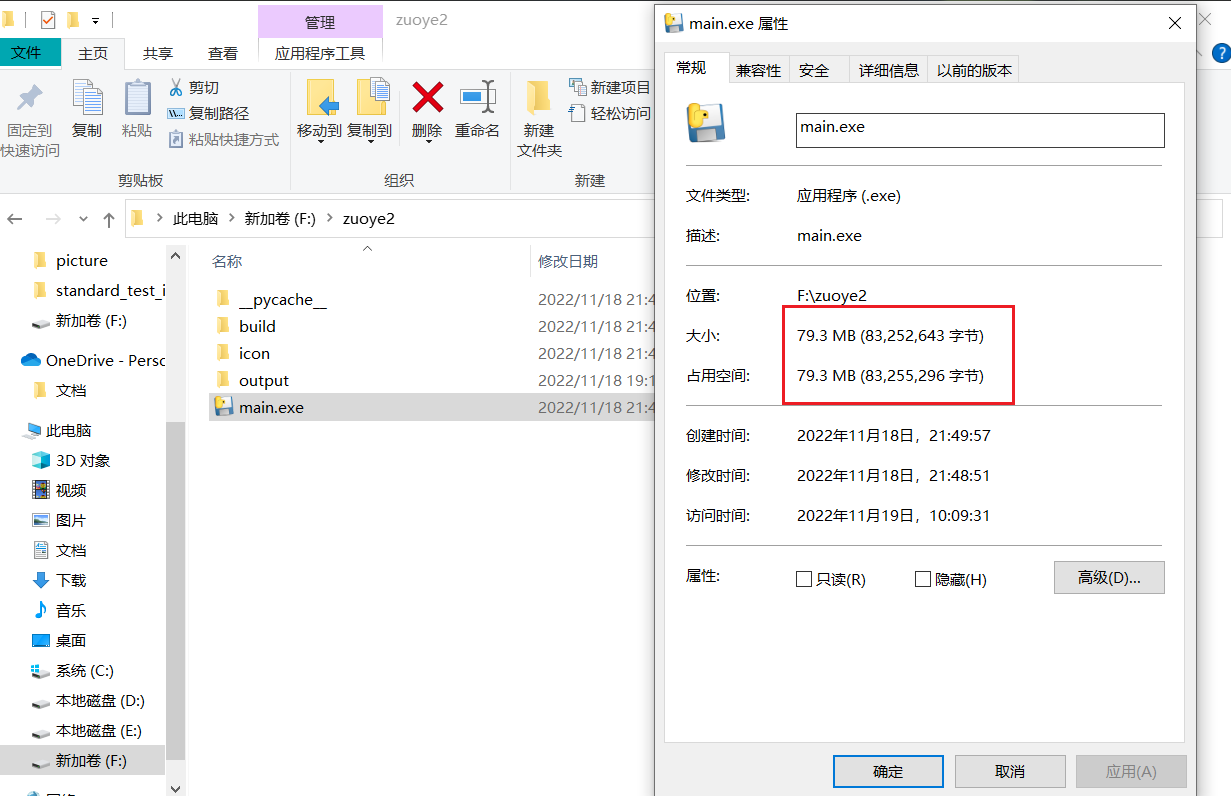 管理
zuoye2
文件
主页
共享
查看
应用程序工具
固定到
快速访问
复制
粘贴
剪切
复制路径
粘贴快捷方式
移动到
复制到
删除
重命名
新建
文件夹
新建项目
轻松访问
剪贴板
组织
新建
此电脑
新加卷 (F:)
zuoye2
picture
standard_test_i
新加卷 (F:)
OneDrive - Perso
文档
此电脑
3D 对象
视频
图片
文档
下载
音乐
桌面
系统 (C:)
本地磁盘 (D:)
本地磁盘 (E:)
新加卷 (F:)
名称
修改日期
__pycache__
2022/11/18 21:4
build
2022/11/18 21:4
icon
2022/11/18 21:4
output
2022/11/18 19:1
main.exe
2022/11/18 21:4
main.exe 属性
常规
兼容性
安全
详细信息
以前的版本
main.exe
文件类型:
应用程序 (.exe)
描述:
main.exe
位置:
F:\zuoye2
大小:
79.3 MB (83,252,643 字节)
占用空间:
79.3 MB (83,255,296 字节)
创建时间:
2022年11月18日，21:49:57
修改时间:
2022年11月18日，21:48:51
访问时间:
2022年11月19日，10:09:31
属性:
只读(R)
隐藏(H)
高级(D)...
确定
取消
应用(A)